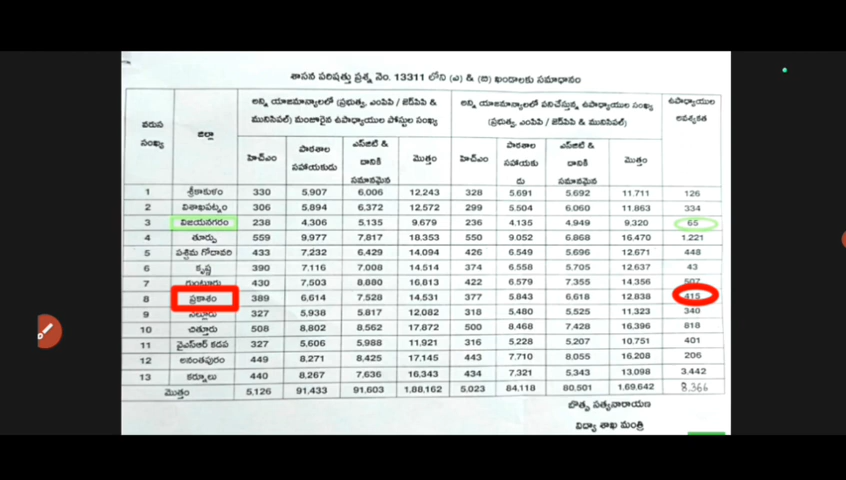 శాసన పరిషత్తు ప్రశ్న నెం. 13311 లోని (ఎ) & (బి) ఖండాలకు సమాధానం
వరుస సంఖ్య జిల్లా అన్ని యాజమాన్యాలలో (ప్రభుత్వ, ఎంపిపి / జెడ్‌పిపి & మునిసిపల్) మంజూరైన ఉపాధ్యాయుల పోస్టుల సంఖ్య అన్ని యాజమాన్యాలలో పనిచేస్తున్న ఉపాధ్యాయుల సంఖ్య (ప్రభుత్వ, ఎంపిపి / జెడ్‌పిపి & మునిసిపల్) ఉపాధ్యాయుల అవశ్యకత
హెచ్ఎం పాఠశాల సహాయకుడు ఎస్‌జిటి & దానికి సమానమైన మొత్తం హెచ్ఎం పాఠశాల సహాయకుడు ఎస్‌జిటి & దానికి సమానమైన మొత్తం
1 శ్రీకాకుళం 330 5,907 6,006 12,243 328 5,691 5,692 11,711 126
2 విశాఖపట్నం 306 5,894 6,372 12,572 299 5,504 6,060 11,863 334
3 విజయనగరం 238 4,306 5,135 9,679 236 4,135 4,949 9,320 65
4 తూర్పు 559 9,977 7,817 18,353 550 9,052 6,868 16,470 1,221
5 పశ్చిమ గోదావరి 433 7,232 6,429 14,094 426 6,549 5,696 12,671 448
6 కృష్ణ 390 7,116 7,008 14,514 374 6,558 5,705 12,637 43
7 గుంటూరు 430 7,503 8,880 16,813 422 6,579 7,355 14,356 507
8 ప్రకాశం 389 6,614 7,528 14,531 377 5,843 6,618 12,838 415
9 నెల్లూరు 327 5,938 5,817 12,082 318 5,480 5,525 11,323 340
10 చిత్తూరు 508 8,802 8,562 17,872 500 8,468 7,428 16,396 818
11 వైఎస్ఆర్ కడప 327 5,606 5,988 11,921 316 5,228 5,207 10,751 401
12 అనంతపురం 449 8,271 8,425 17,145 443 7,710 8,055 16,208 206
13 కర్నూలు 440 8,267 7,636 16,343 434 7,321 5,343 13,098 3,442
మొత్తం 5,126 91,433 91,603 1,88,162 5,023 84,118 80,501 1,69,642 8,366
బొత్స సత్యనారాయణ
విద్యా శాఖ మంత్రి